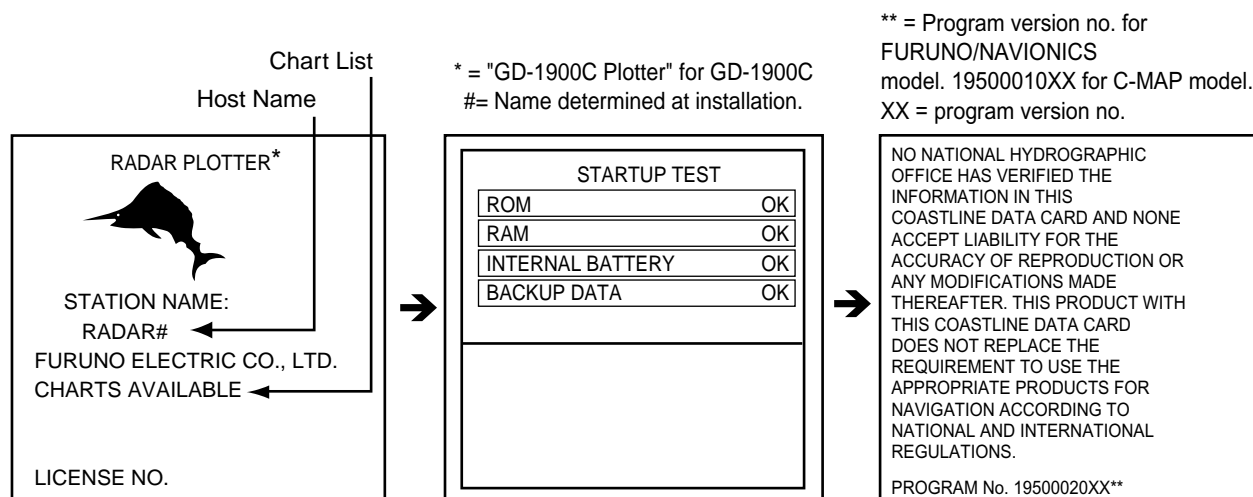 Chart List
Host Name
* = "GD-1900C Plotter" for GD-1900C
#= Name determined at installation.
** = Program version no. for
FURUNO/NAVIONICS
model. 19500010XX for C-MAP model.
XX = program version no.
RADAR PLOTTER*
STATION NAME:
RADAR#
FURUNO ELECTRIC CO., LTD.
CHARTS AVAILABLE
LICENSE NO.
STARTUP TEST
ROM OK
RAM OK
INTERNAL BATTERY OK
BACKUP DATA OK
NO NATIONAL HYDROGRAPHIC
OFFICE HAS VERIFIED THE
INFORMATION IN THIS
COASTLINE DATA CARD AND NONE
ACCEPT LIABILITY FOR THE
ACCURACY OF REPRODUCTION OR
ANY MODIFICATIONS MADE
THEREAFTER. THIS PRODUCT WITH
THIS COASTLINE DATA CARD
DOES NOT REPLACE THE
REQUIREMENT TO USE THE
APPROPRIATE PRODUCTS FOR
NAVIGATION ACCORDING TO
NATIONAL AND INTERNATIONAL
REGULATIONS.
PROGRAM No. 19500020XX**